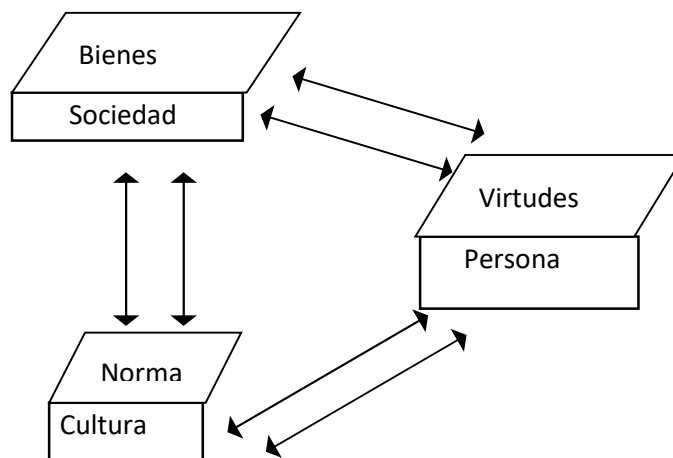 Bienes
Sociedad
Virtudes
Persona
Norma
Cultura